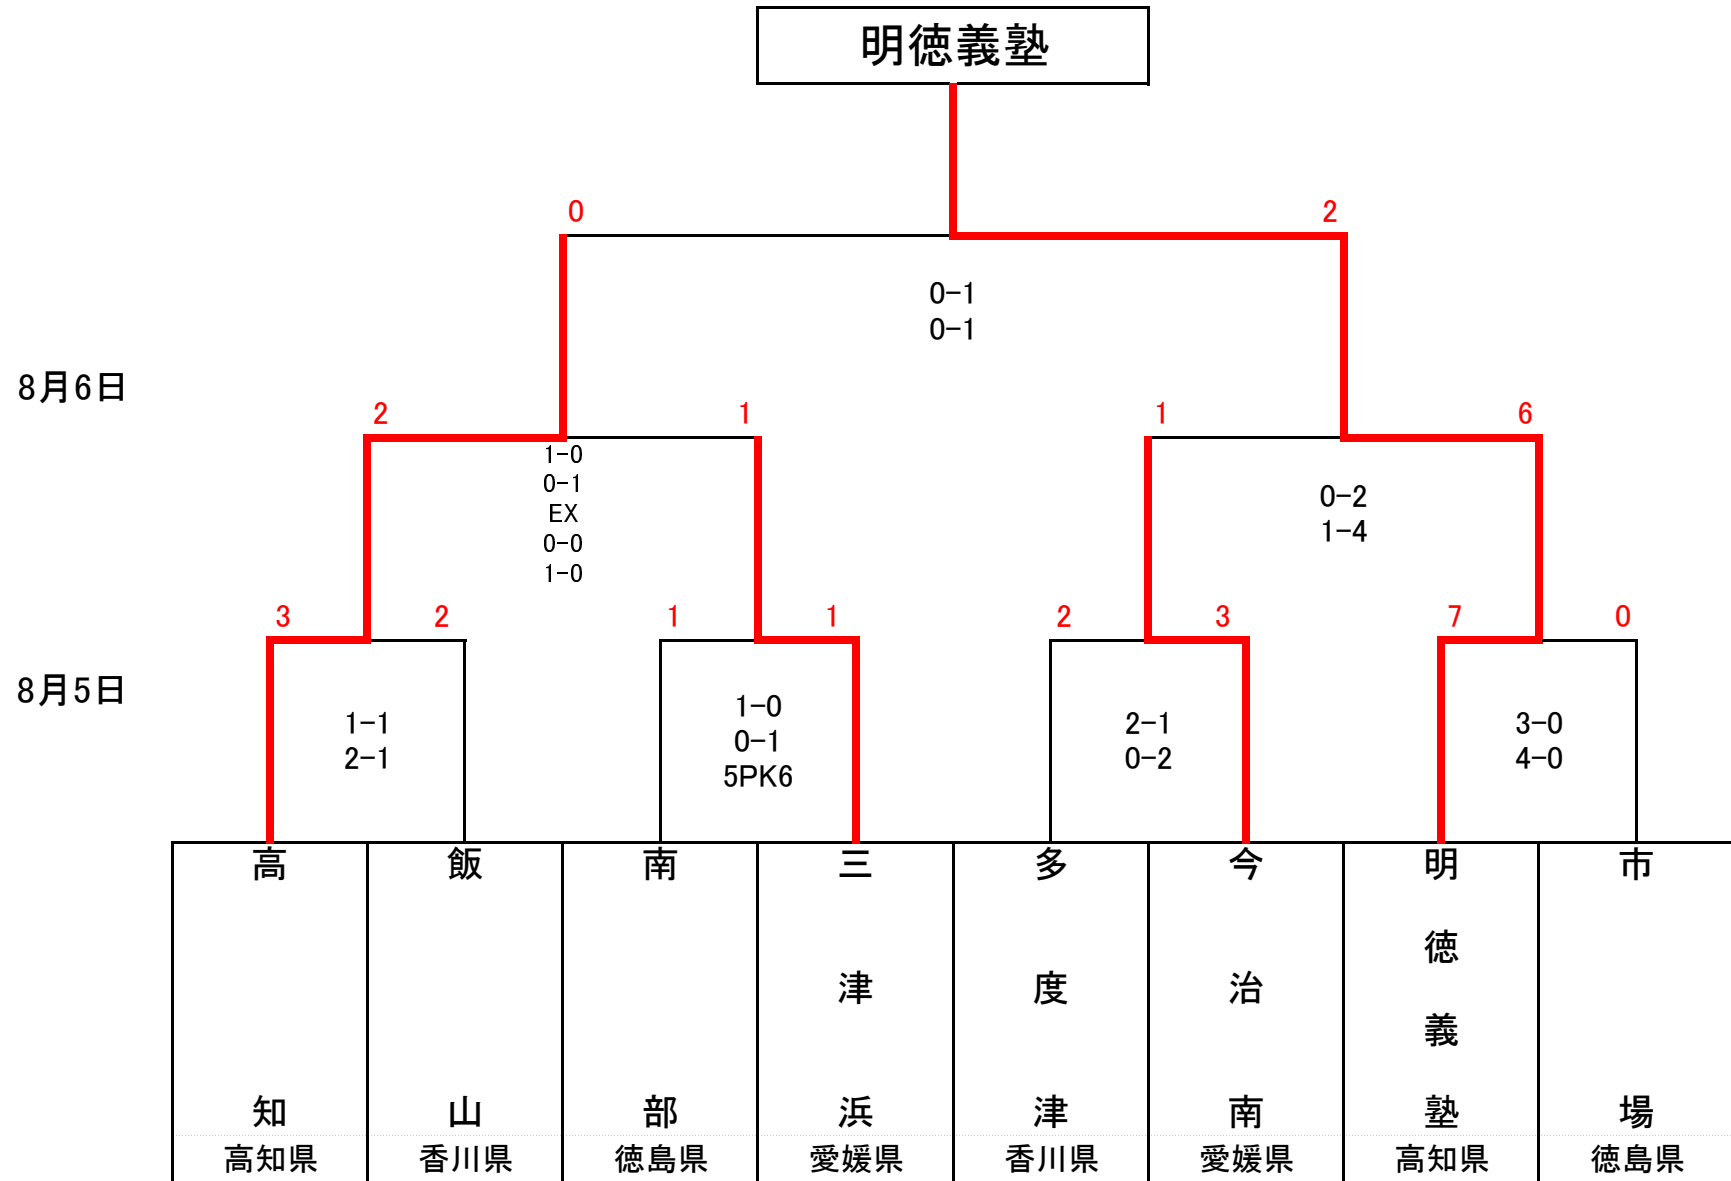 明徳義塾
0 2
0-1
0-1
8月6日
2 1 1 6
1-0
0-1
EX
0-0
1-0
0-2
1-4
3 2 1 1 2 3 7 0
8月5日
1-1
2-1
1-0
0-1
5PK6
2-1
0-2
3-0
4-0
高知
飯山
南部
三津浜
多度津
今治南
明徳義塾
市場
高知県 香川県 徳島県 愛媛県 香川県 愛媛県 高知県 徳島県